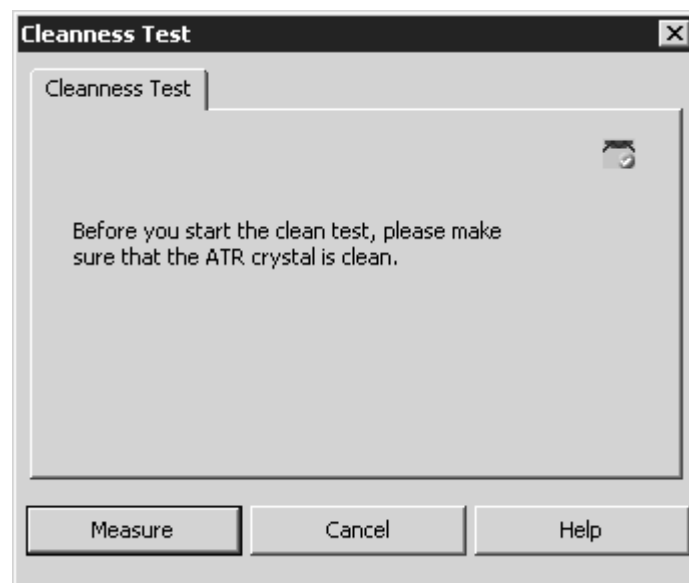 Cleanness Test
Cleanness Test
Before you start the clean test, please make
sure that the ATR crystal is clean.
Measure
Cancel
Help